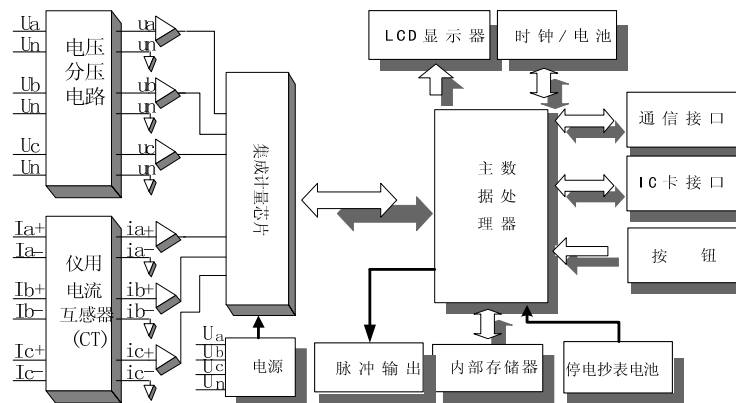 Ua
Un
Ub
Un
Uc
Un
电压
分压
电路
ua
un
ub
un
uc
un
Ia+
Ia-
Ib+
Ib-
Ic+
Ic-
仪用
电流
互感器
(CT)
ia+
ia-
ib+
ib-
ic+
ic-
集成计量芯片
Ua
Ub
Uc
Un
电源
LCD显示器
时钟/电池
主数
据处
理器
通信接口
IC卡接口
按钮
脉冲输出
内部存储器
停电抄表电池